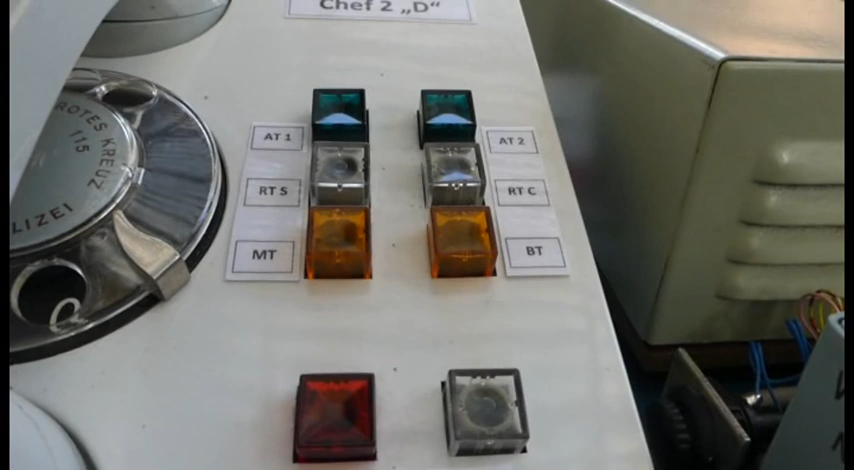 Chef 2 „D“
ROTES KREUZ
115
LIZEI
AT 1
AT 2
RT S
RT C
MT
BT